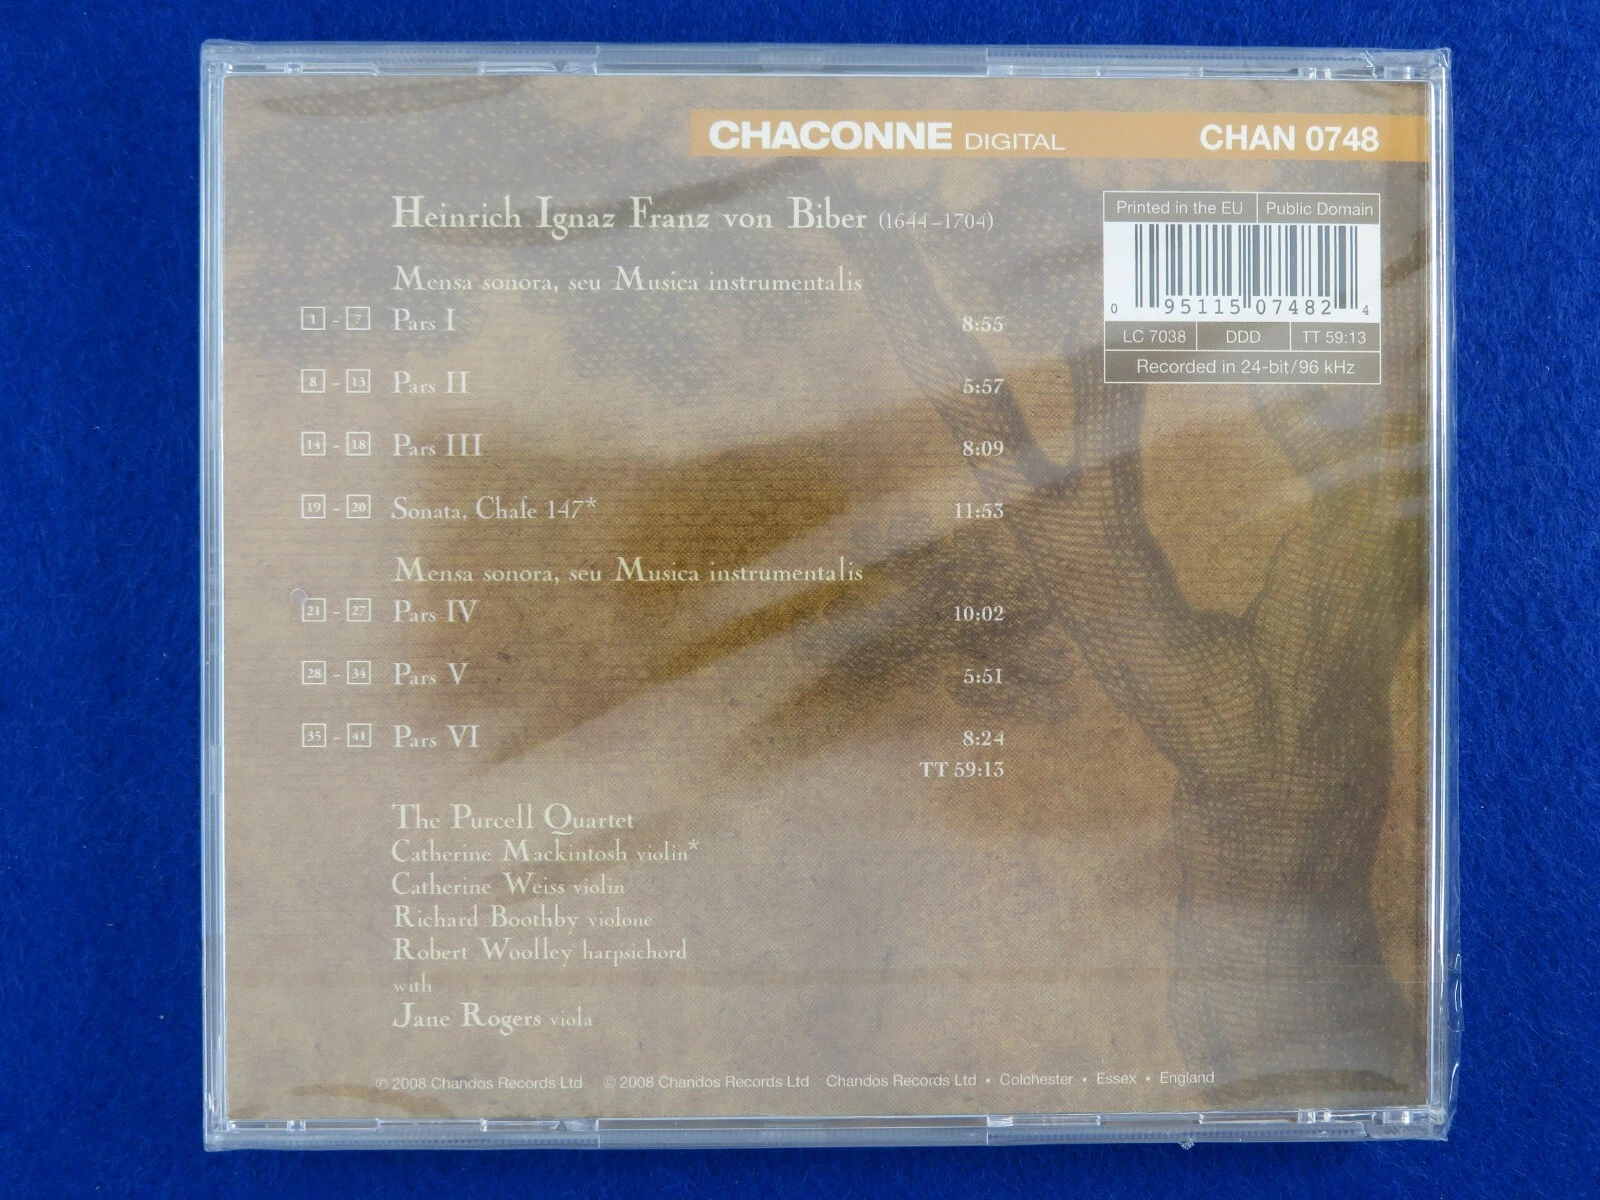 CHACONNE DIGITAL CHAN 0748
Heinrich Ignaz Franz von Biber (1644–1704)
Printed in the EU Public Domain
0 95115 07482 4
LC 7038 DDD TT 59:13
Recorded in 24-bit/96 kHz
Mensa sonora, seu Musica instrumentalis
1 - 7 Pars I 8:55
8 - 13 Pars II 5:57
14 - 18 Pars III 8:09
19 - 20 Sonata, Chafe 147* 11:53
Mensa sonora, seu Musica instrumentalis
21 - 27 Pars IV 10:02
28 - 34 Pars V 5:51
35 - 41 Pars VI 8:24
TT 59:13
The Purcell Quartet
Catherine Mackintosh violin*
Catherine Weiss violin
Richard Boothby violone
Robert Woolley harpsichord
with
Jane Rogers viola
℗ 2008 Chandos Records Ltd © 2008 Chandos Records Ltd Chandos Records Ltd • Colchester • Essex • England